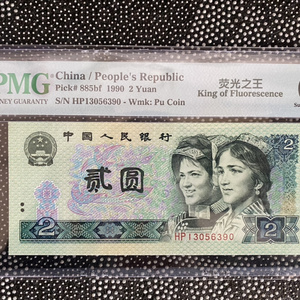 PMG
China / People's Republic
Pick# 885bf 1990 2 Yuan
S/N HP13056390 - Wmk: Pu Coin
荧光之王
King of Fluorescence
NEY GUARANTY
中国人民银行
贰圆
2
2
HP13056390